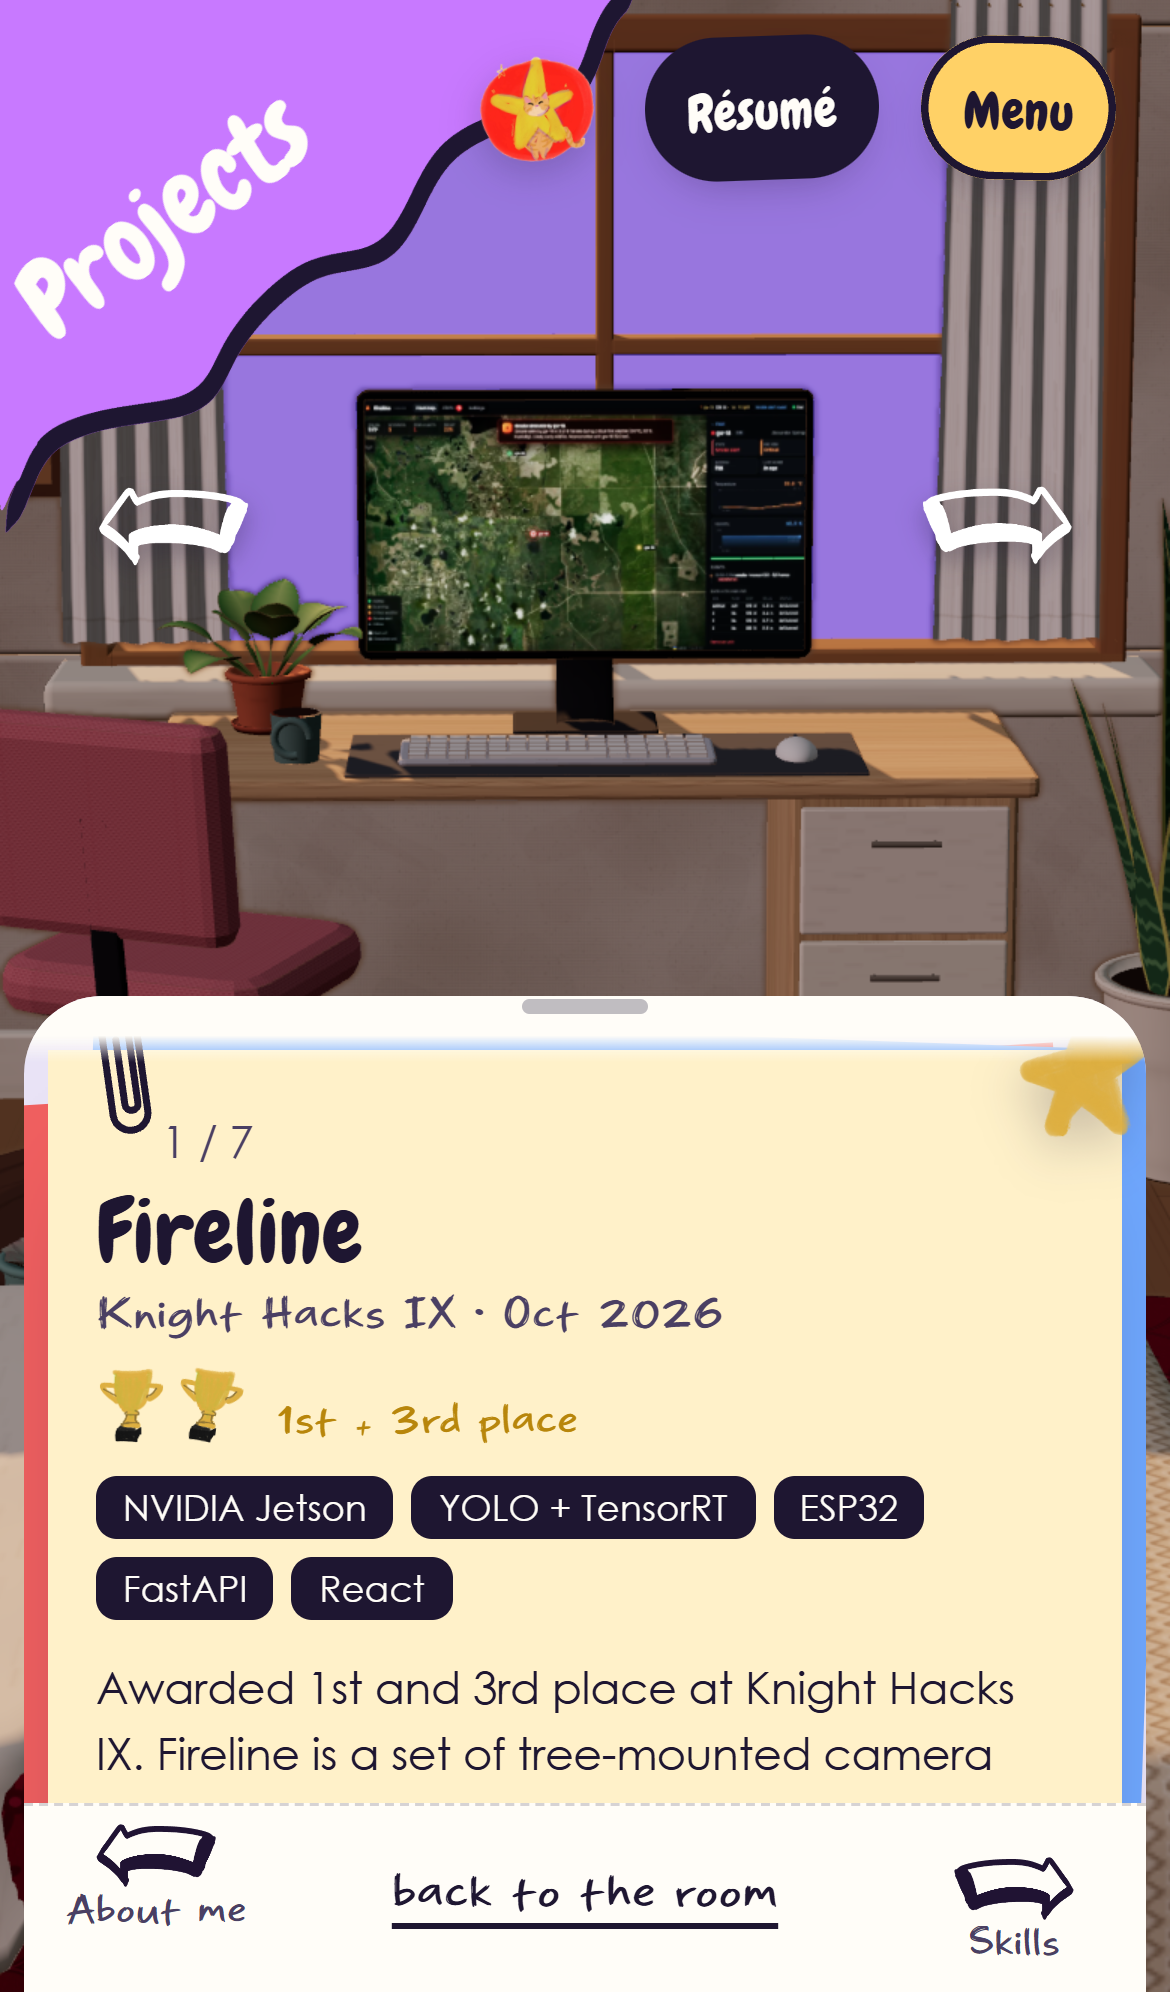 Projects
Résumé
Menu
1 / 7
Fireline
Knight Hacks IX · Oct 2026
1st + 3rd place
NVIDIA Jetson
YOLO + TensorRT
ESP32
FastAPI
React
Awarded 1st and 3rd place at Knight Hacks
IX. Fireline is a set of tree-mounted camera
About me
back to the room
Skills